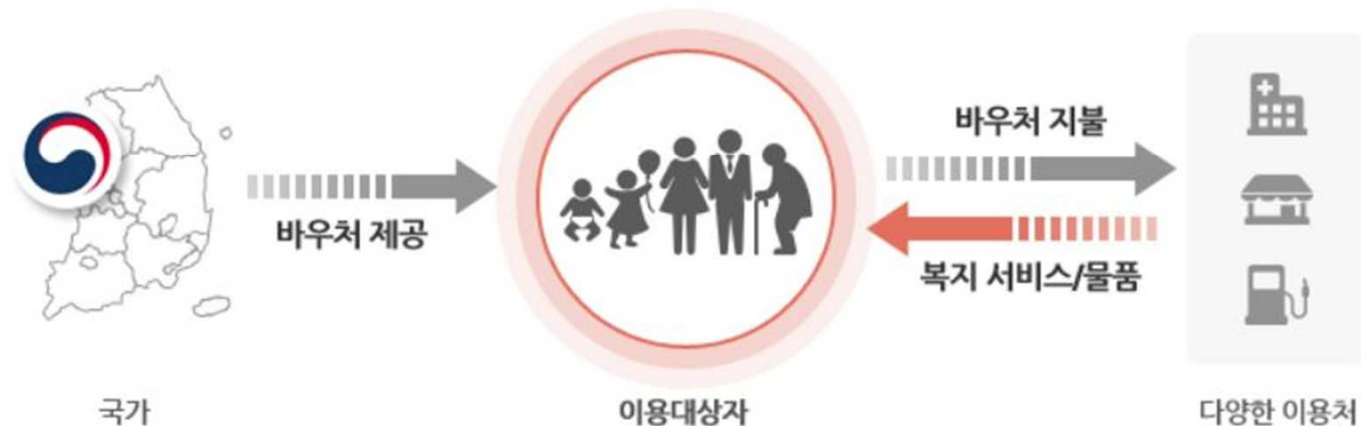 바우처 제공
바우처 지불
복지 서비스/물품
국가
이용대상자
다양한 이용처